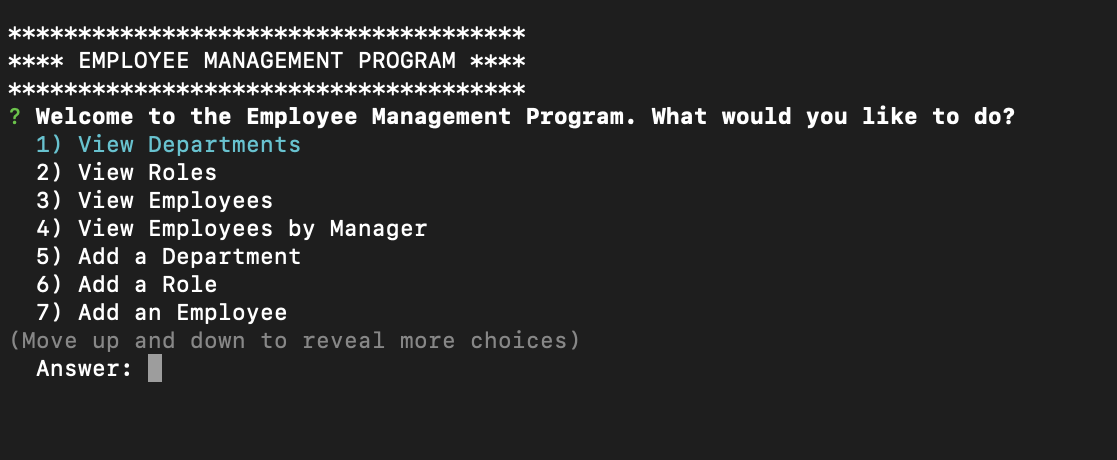 *************************************
**** EMPLOYEE MANAGEMENT PROGRAM ****
*************************************
? Welcome to the Employee Management Program. What would you like to do?
1) View Departments
2) View Roles
3) View Employees
4) View Employees by Manager
5) Add a Department
6) Add a Role
7) Add an Employee
(Move up and down to reveal more choices)
Answer: